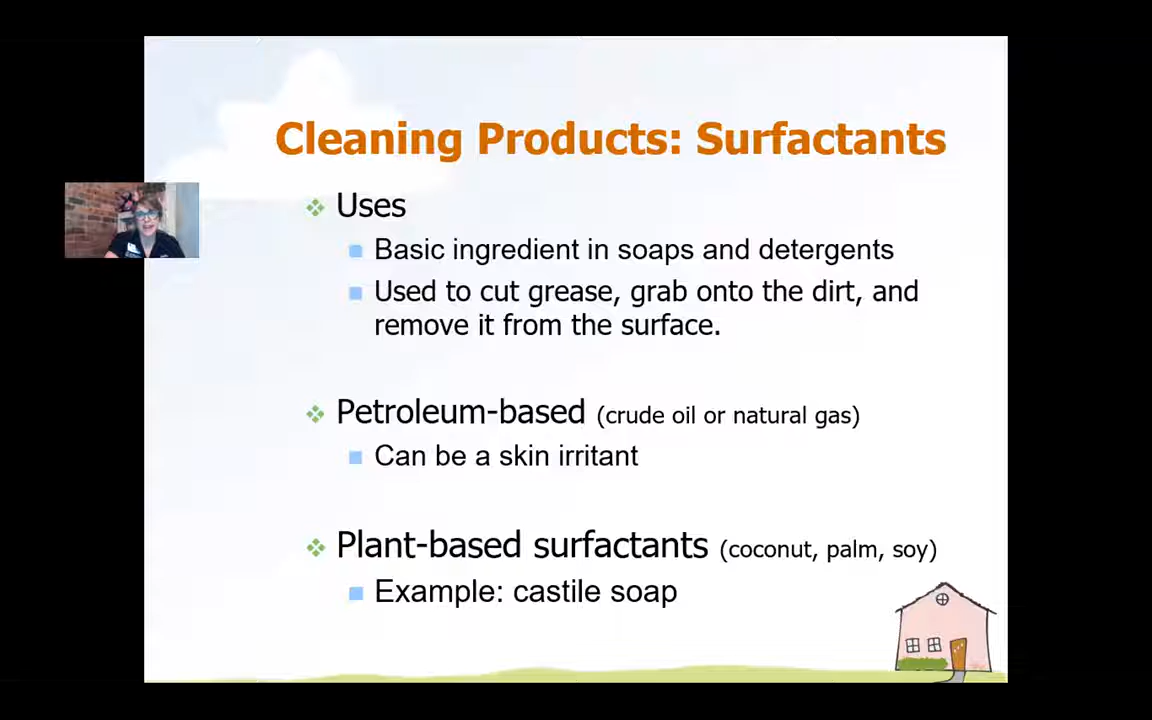 Cleaning Products: Surfactants
Uses
Basic ingredient in soaps and detergents
Used to cut grease, grab onto the dirt, and
remove it from the surface.
Petroleum-based (crude oil or natural gas)
Can be a skin irritant
Plant-based surfactants (coconut, palm, soy)
Example: castile soap